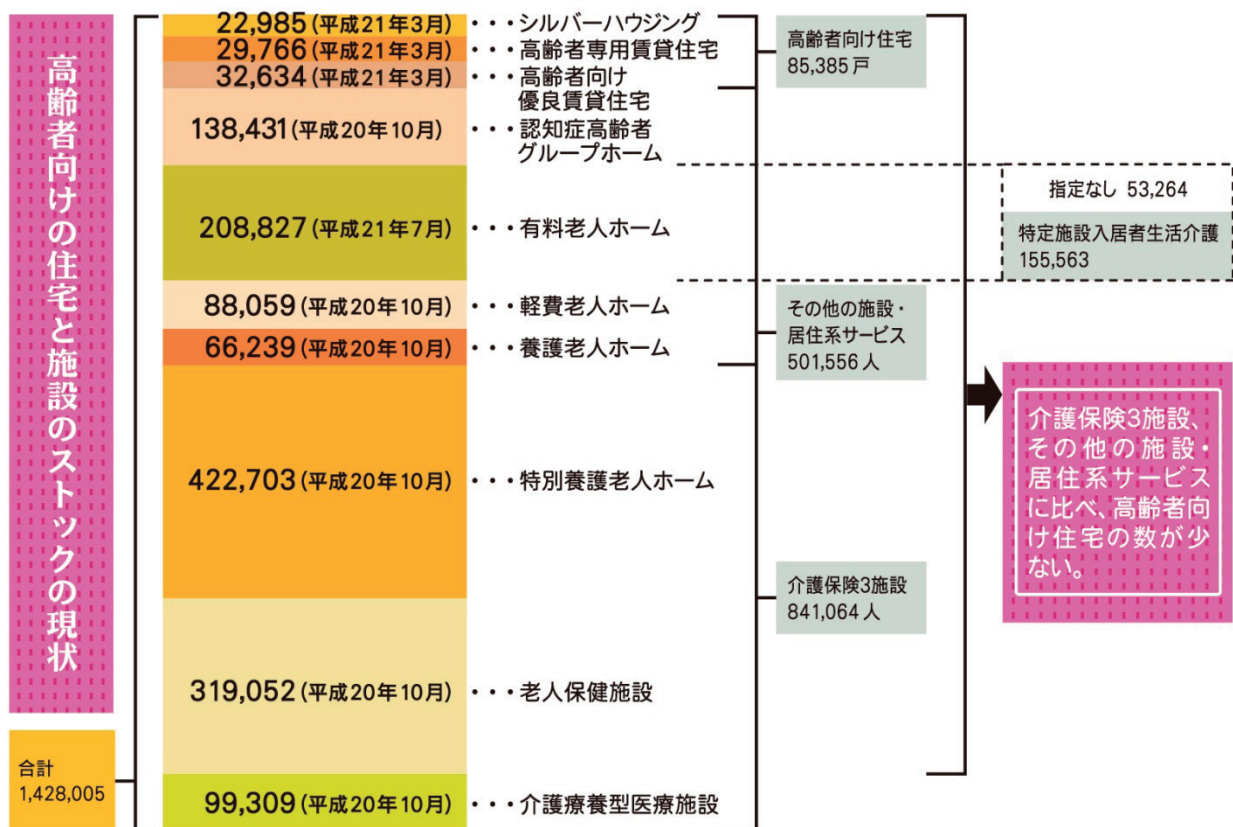 高齢者向けの住宅と施設のストックの現状
合計
1,428,005
22,985(平成21年3月)・・・シルバーハウジング
29,766(平成21年3月)・・・高齢者専用賃貸住宅
32,634(平成21年3月)・・・高齢者向け
優良賃貸住宅
138,431(平成20年10月)・・・認知症高齢者
グループホーム
208,827(平成21年7月)・・・有料老人ホーム
88,059(平成20年10月)・・・軽費老人ホーム
66,239(平成20年10月)・・・養護老人ホーム
422,703(平成20年10月)・・・特別養護老人ホーム
319,052(平成20年10月)・・・老人保健施設
99,309(平成20年10月)・・・介護療養型医療施設
高齢者向け住宅
85,385戸
その他の施設・
居住系サービス
501,556人
介護保険3施設
841,064人
指定なし 53,264
特定施設入居者生活介護
155,563
介護保険3施設、
その他の施設・
居住系サービス
に比べ、高齢者向
け住宅の数が少
ない。